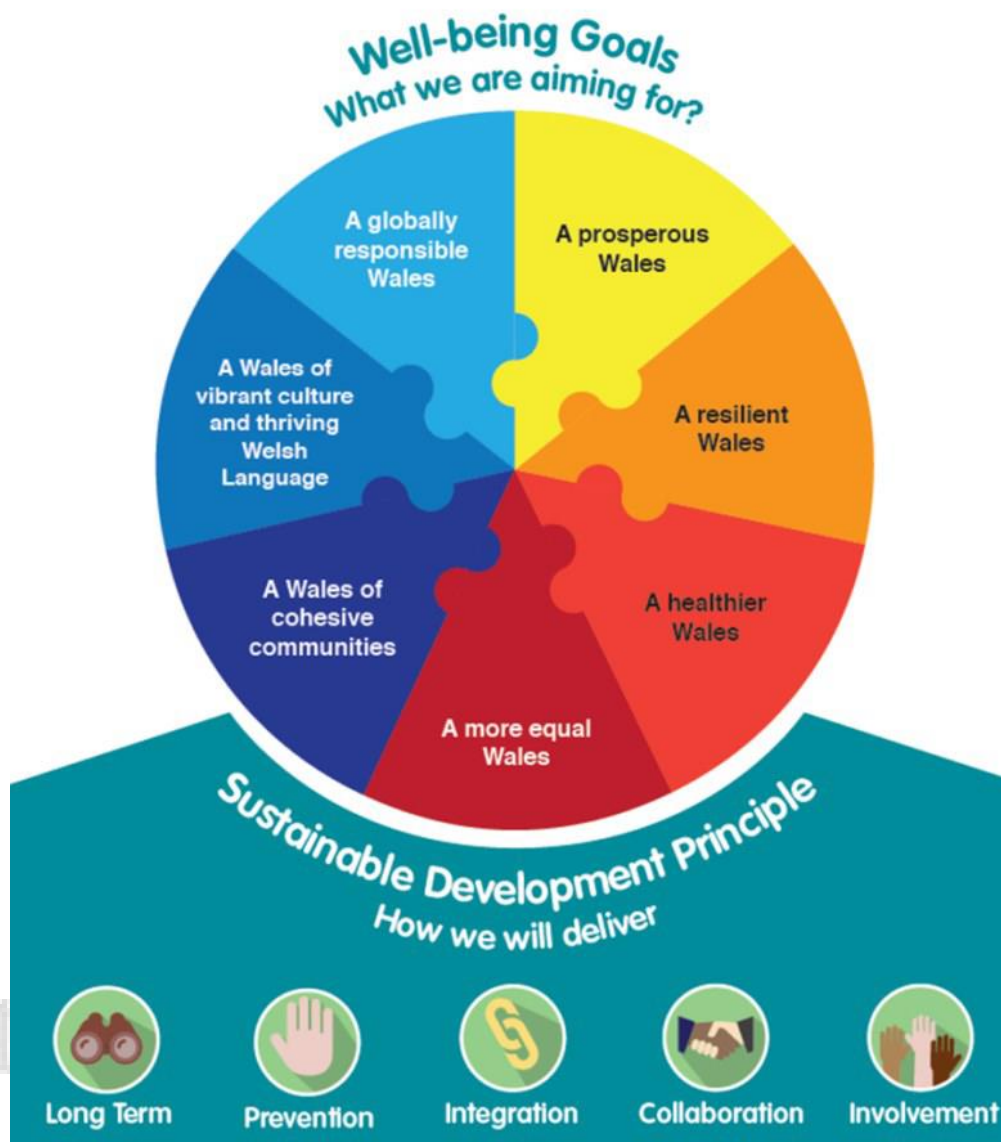 Well-being Goals
What we are aiming for?
A globally
responsible
Wales
A prosperous
Wales
A Wales of
vibrant culture
and thriving
Welsh
Language
A resilient
Wales
A Wales of
cohesive
communities
A healthier
Wales
A more equal
Wales
Sustainable Development Principle
How we will deliver
Long Term
Prevention
Integration
Collaboration
Involvement